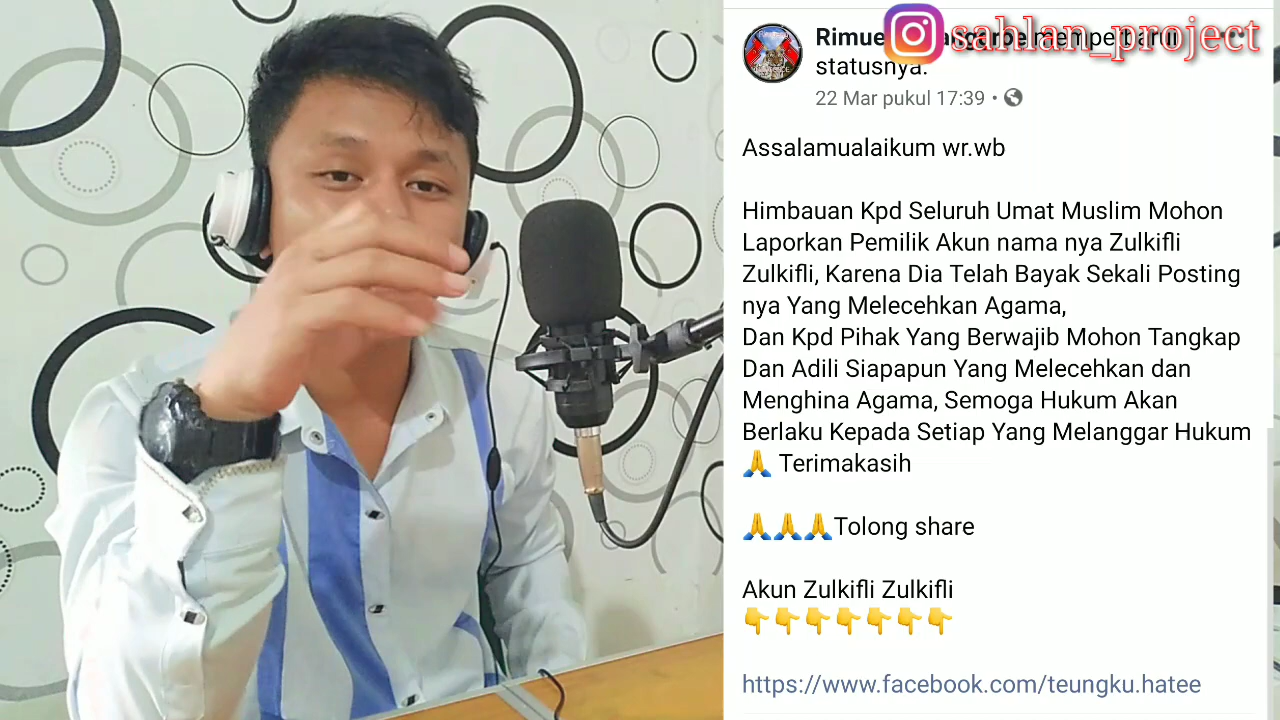 sahlan_project
Rimue memperbarui
statusnya.
22 Mar pukul 17:39
Assalamualaikum wr.wb
Himbauan Kpd Seluruh Umat Muslim Mohon
Laporkan Pemilik Akun nama nya Zulkifli
Zulkifli, Karena Dia Telah Bayak Sekali Posting
nya Yang Melecehkan Agama,
Dan Kpd Pihak Yang Berwajib Mohon Tangkap
Dan Adili Siapapun Yang Melecehkan dan
Menghina Agama, Semoga Hukum Akan
Berlaku Kepada Setiap Yang Melanggar Hukum
🙏 Terimakasih
🙏🙏🙏Tolong share
Akun Zulkifli Zulkifli
👇👇👇👇👇👇👇
https://www.facebook.com/teungku.hatee